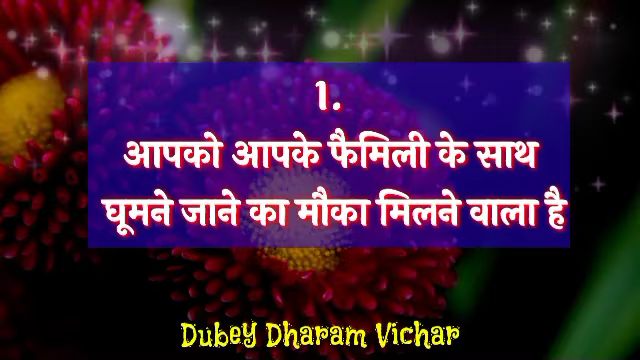 1.
आपको आपके फैमिली के साथ
घूमने जाने का मौका मिलने वाला है
Dubey Dharam Vichar